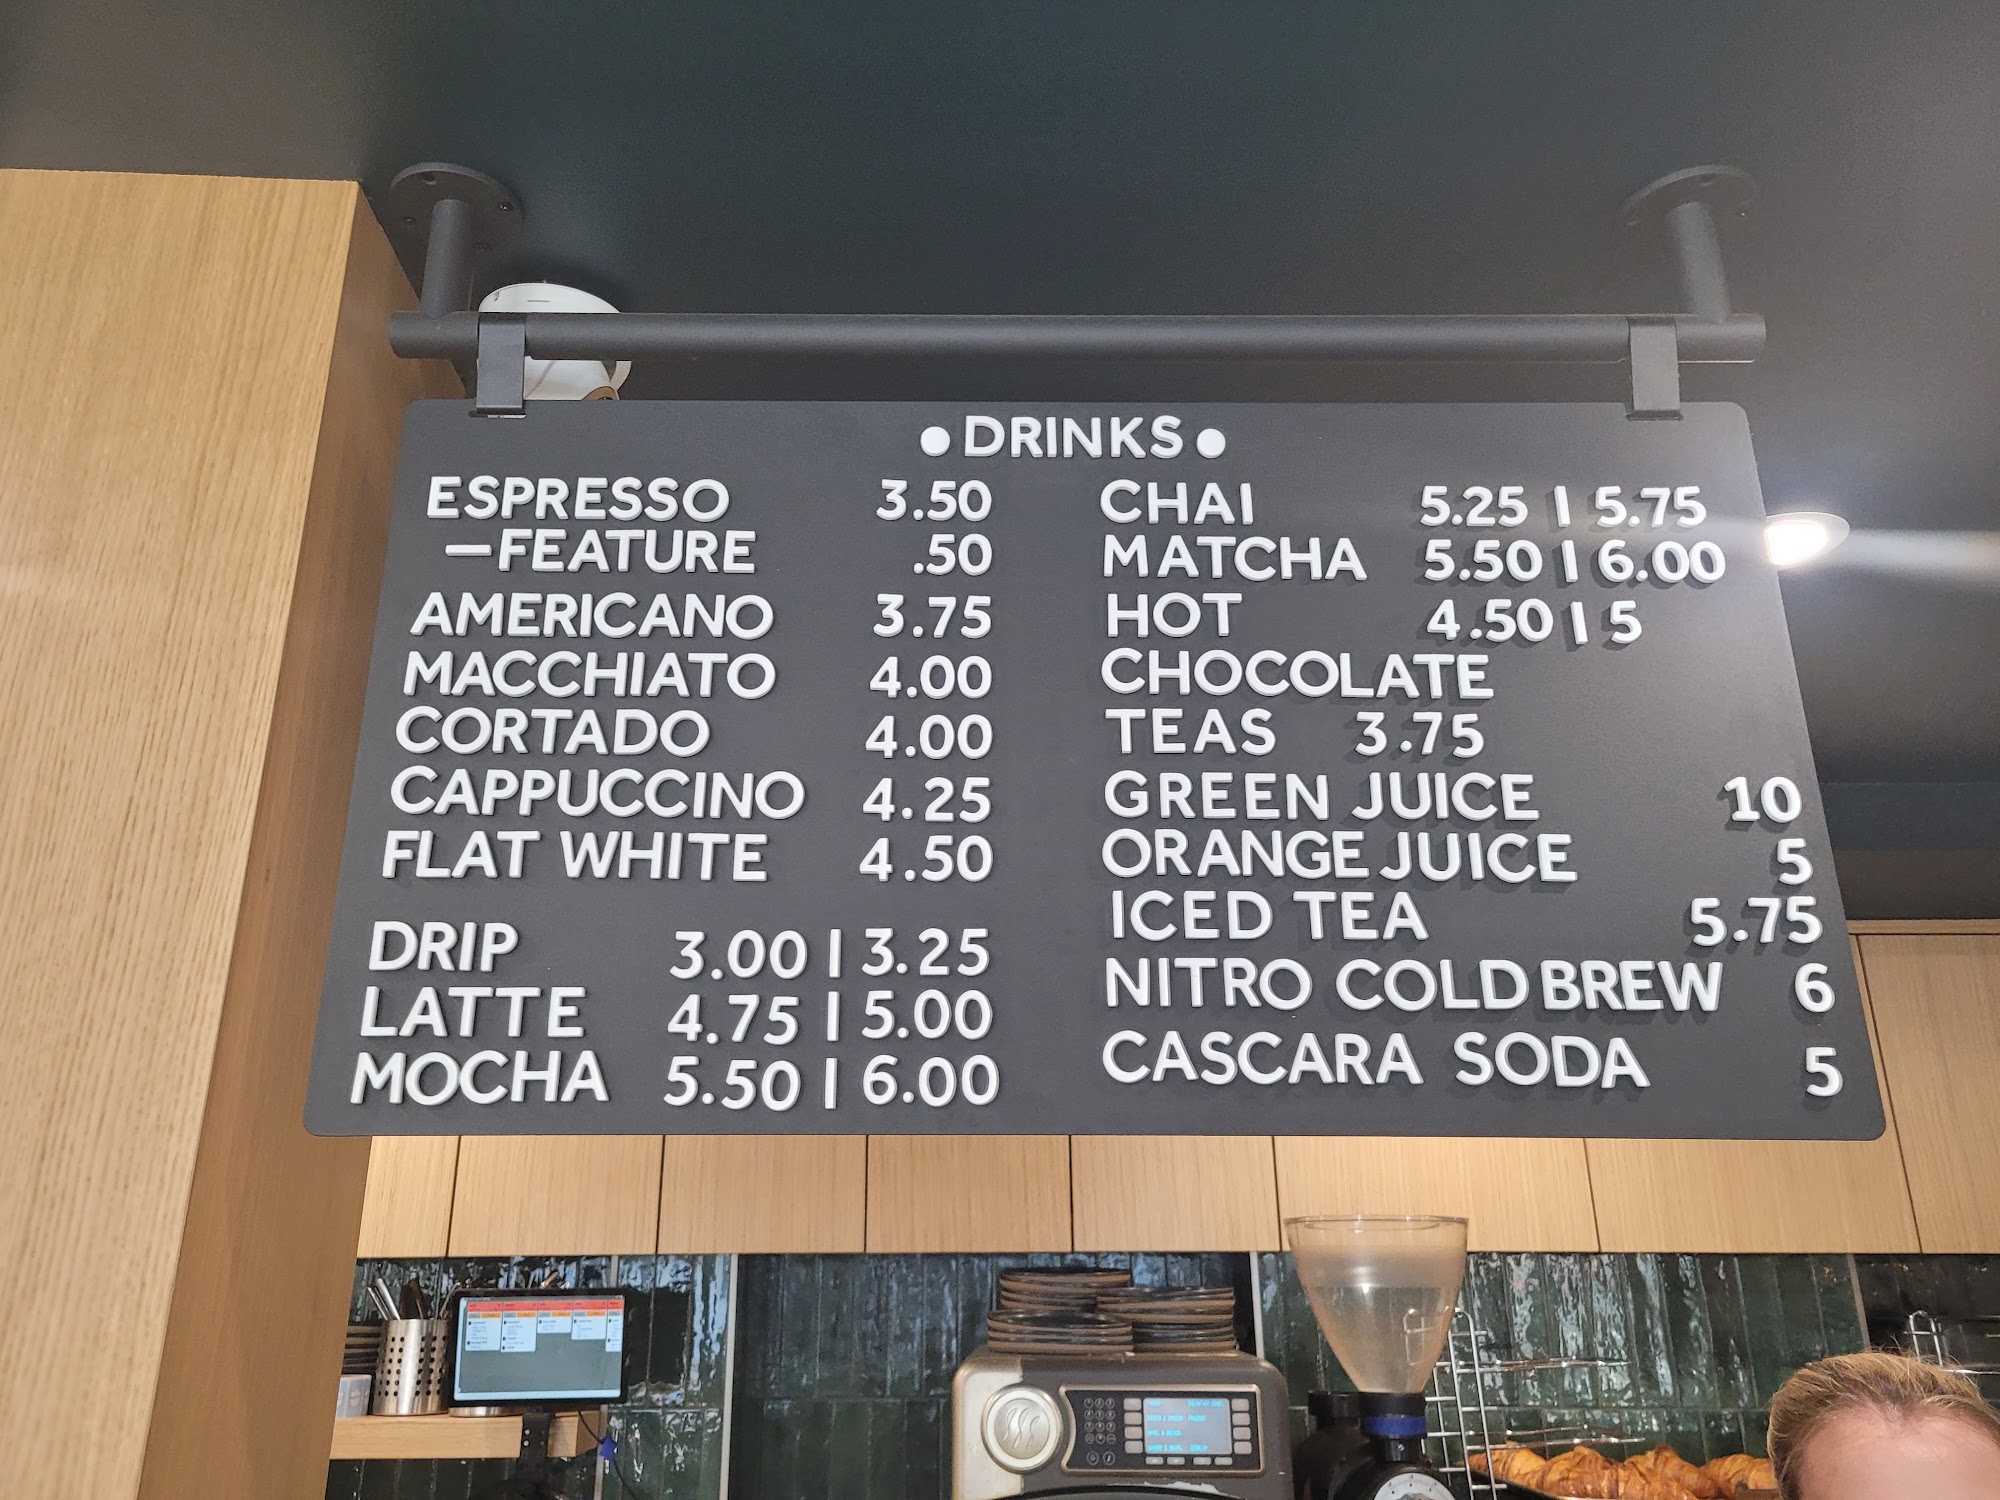 • DRINKS •
ESPRESSO 3.50
—FEATURE .50
AMERICANO 3.75
MACCHIATO 4.00
CORTADO 4.00
CAPPUCCINO 4.25
FLAT WHITE 4.50
DRIP 3.00 | 3.25
LATTE 4.75 | 5.00
MOCHA 5.50 | 6.00
CHAI 5.25 | 5.75
MATCHA 5.50 | 6.00
HOT 4.50 | 5
CHOCOLATE
TEAS 3.75
GREEN JUICE 10
ORANGE JUICE 5
ICED TEA 5.75
NITRO COLD BREW 6
CASCARA SODA 5